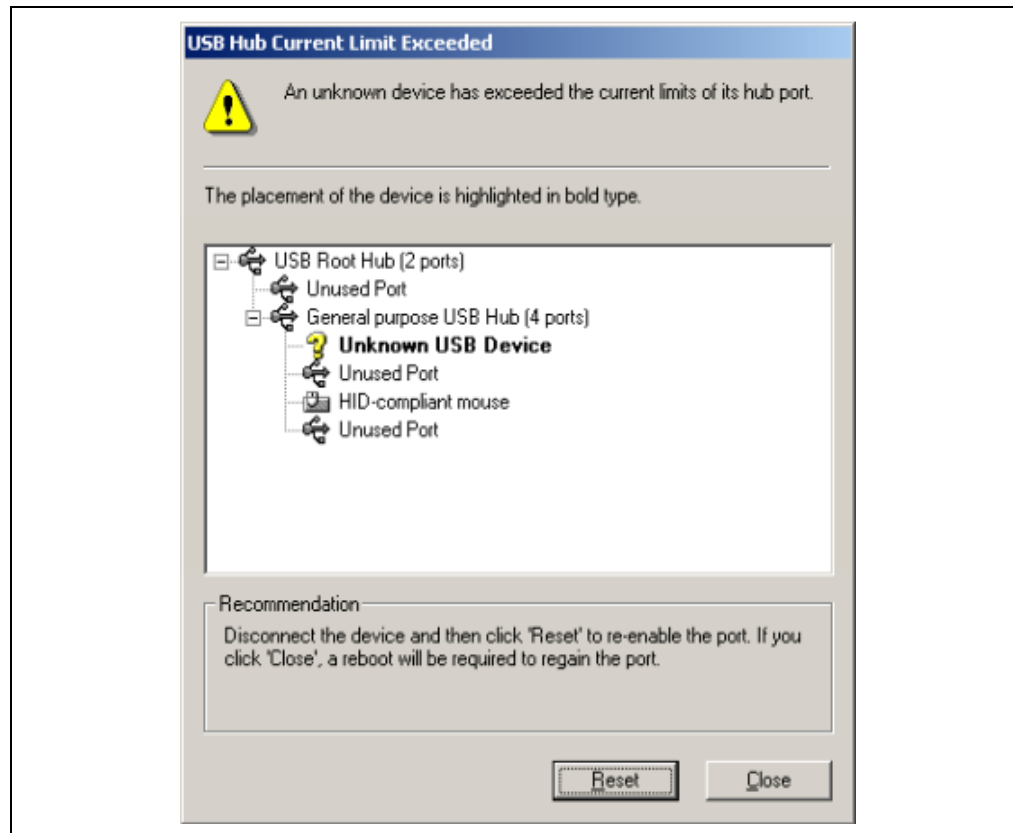 USB Hub Current Limit Exceeded
An unknown device has exceeded the current limits of its hub port.
The placement of the device is highlighted in bold type.
USB Root Hub (2 ports)
Unused Port
General purpose USB Hub (4 ports)
Unknown USB Device
Unused Port
HID-compliant mouse
Unused Port
Recommendation
Disconnect the device and then click 'Reset' to re-enable the port. If you
click 'Close', a reboot will be required to regain the port.
Reset
Close